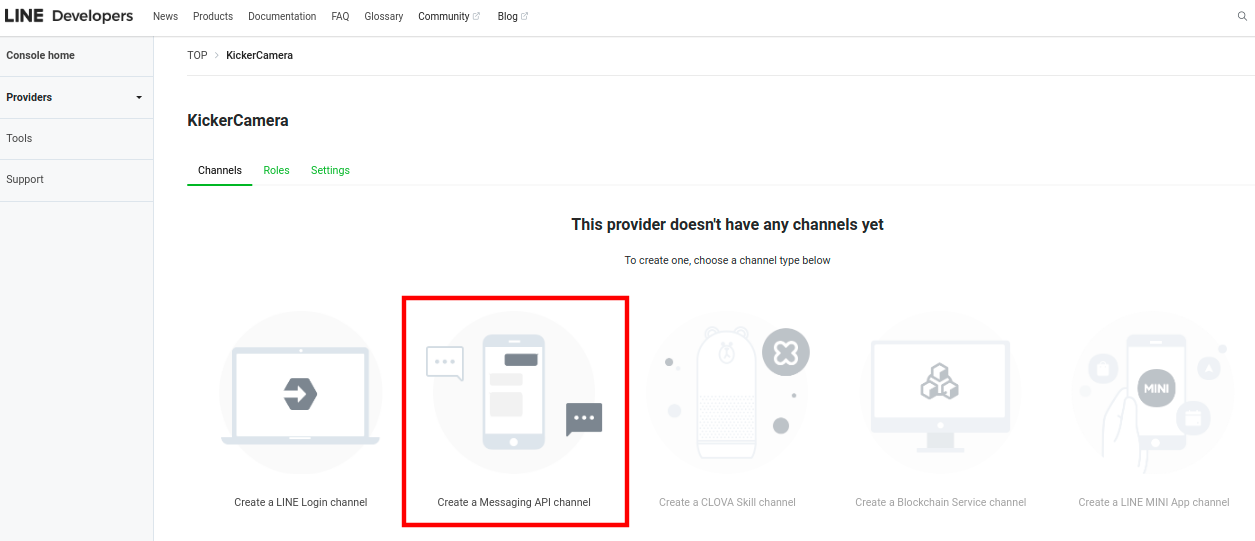 LINE Developers News Products Documentation FAQ Glossary Community Blog
Console home
Providers
Tools
Support
TOP > KickerCamera
KickerCamera
Channels Roles Settings
This provider doesn't have any channels yet
To create one, choose a channel type below
MINI
Create a LINE Login channel Create a Messaging API channel Create a CLOVA Skill channel Create a Blockchain Service channel Create a LINE MINI App channel